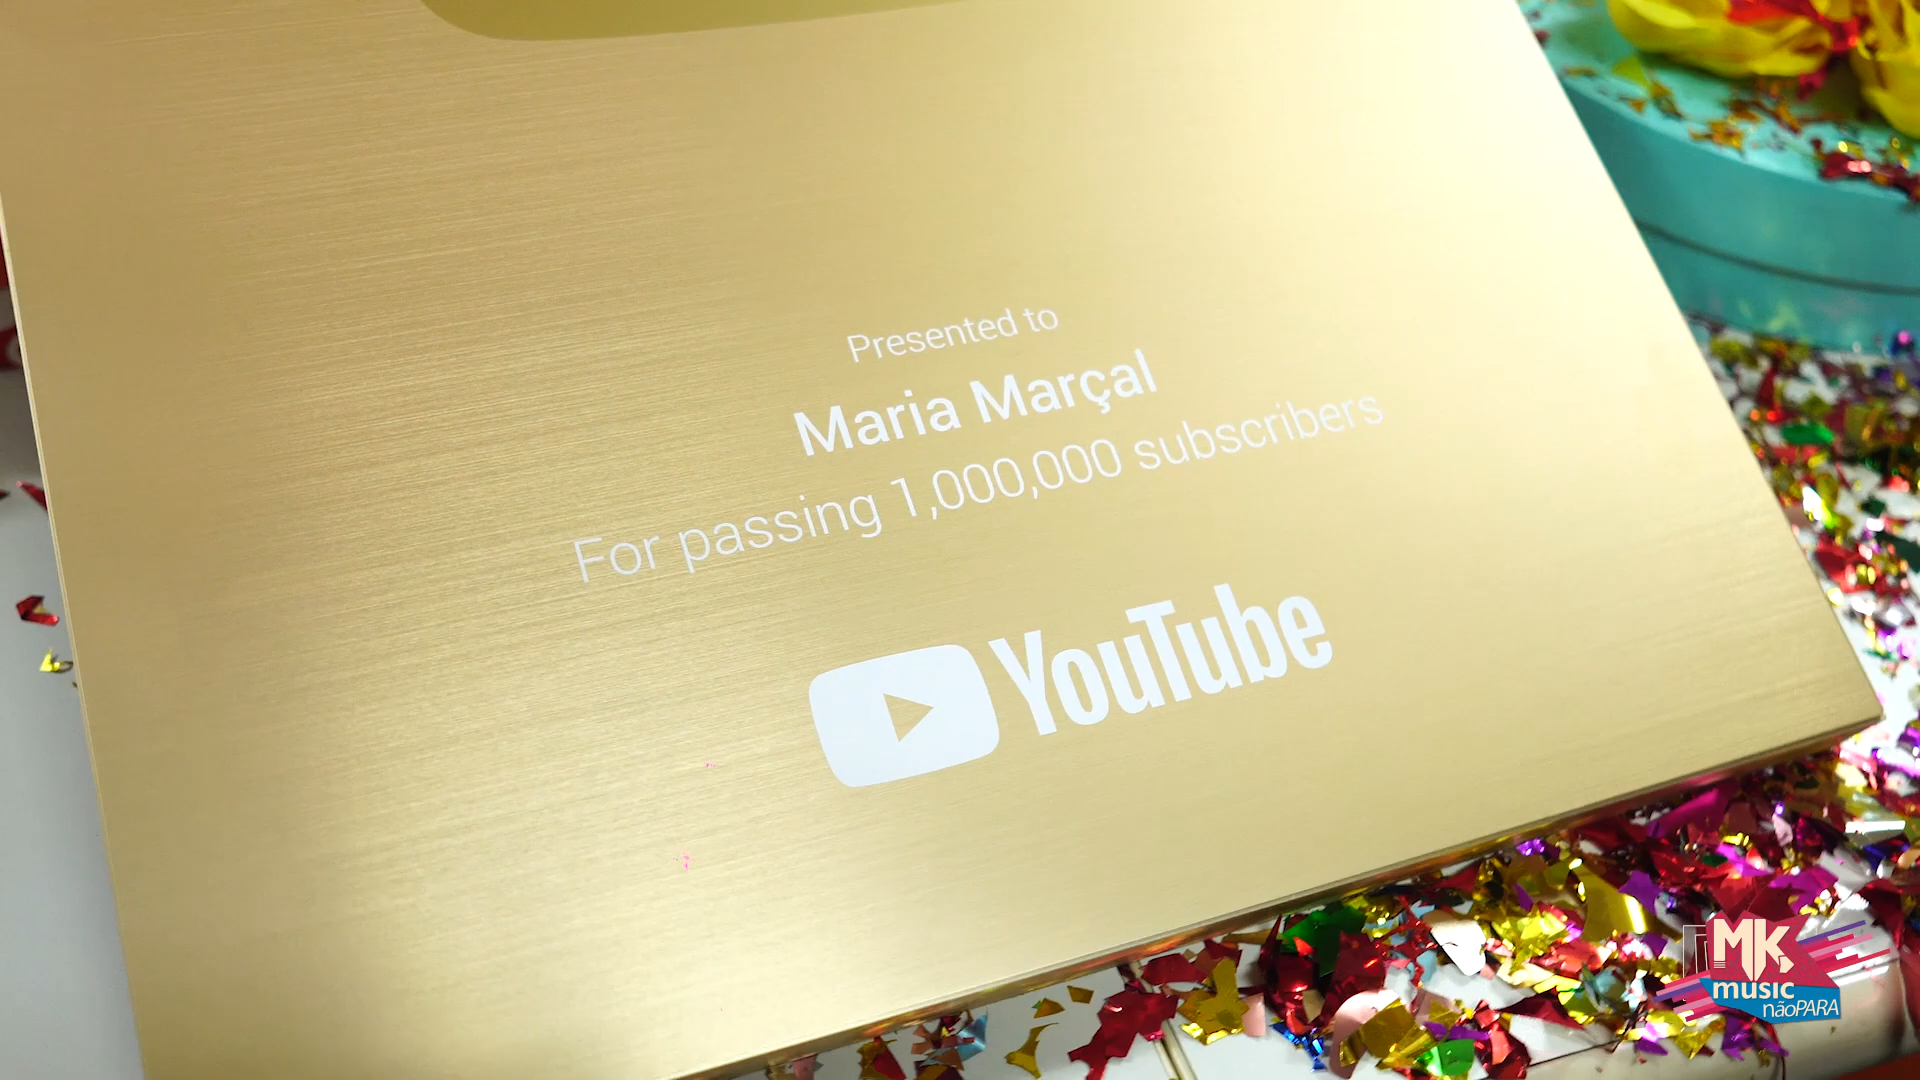 Presented to
Maria Marçal
For passing 1,000,000 subscribers
YouTube
MK
music
nãoPARA